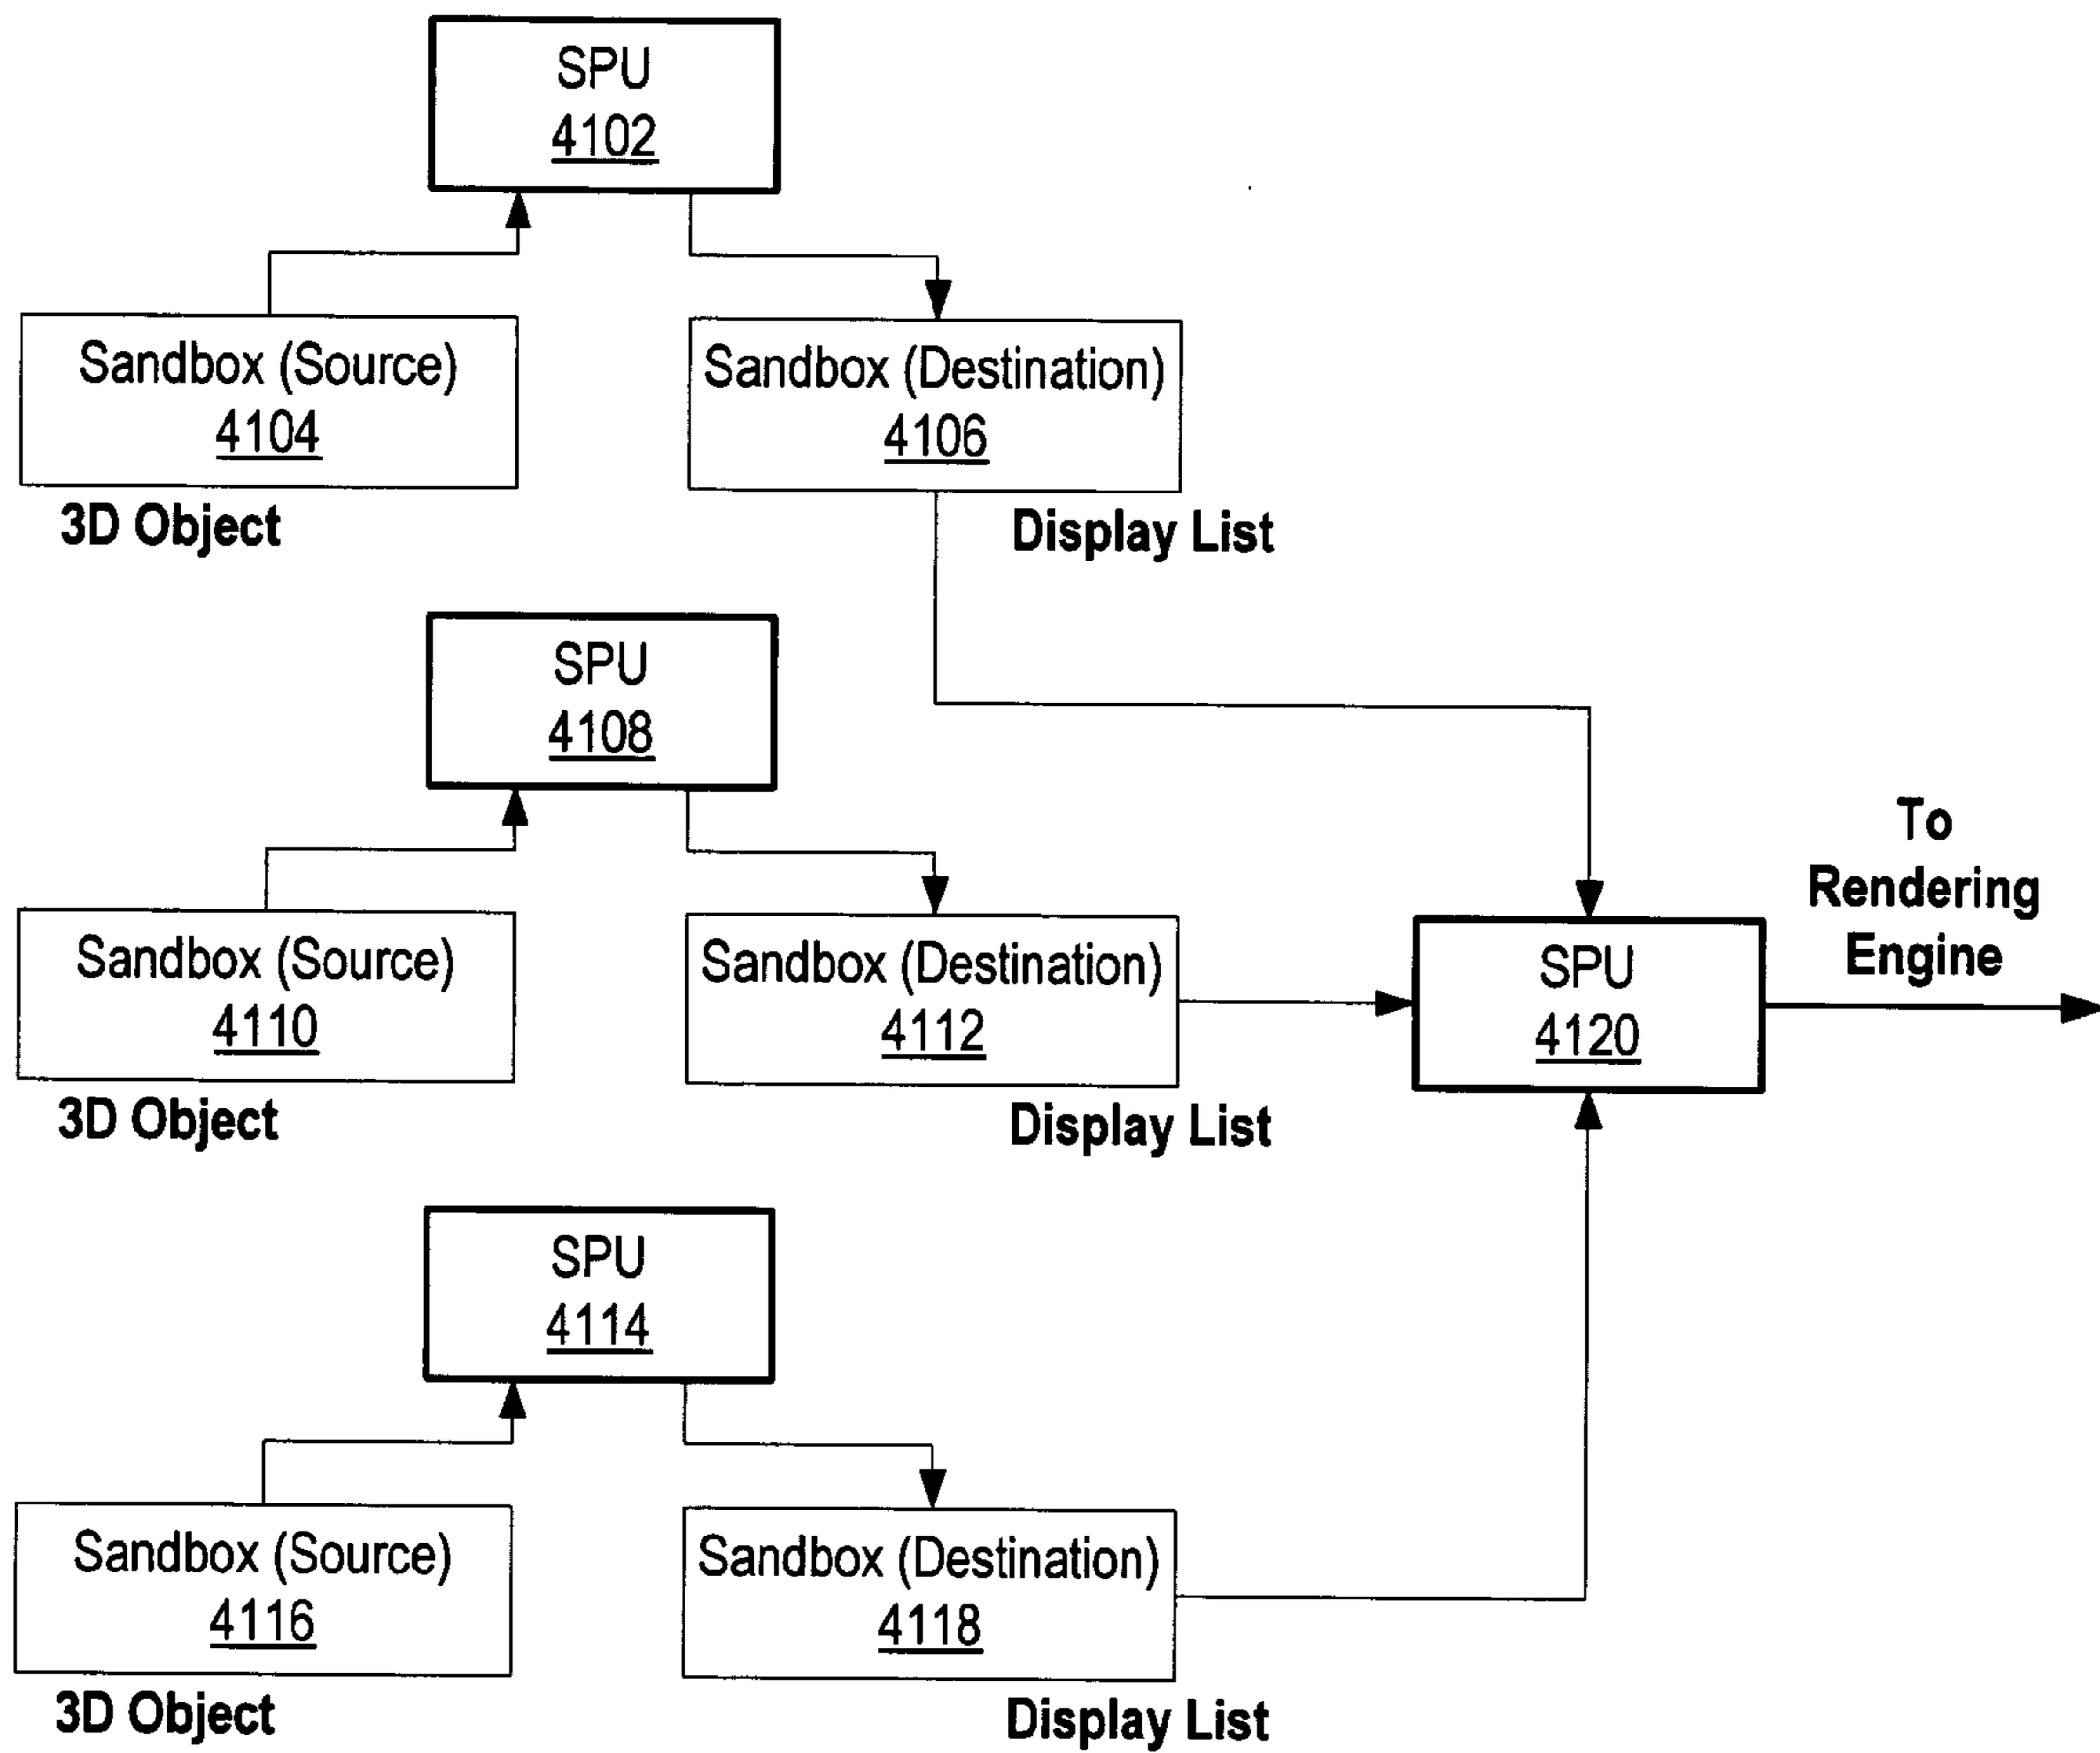 SPU
4102
Sandbox (Source)
4104
3D Object
Sandbox (Destination)
4106
Display List
SPU
4108
Sandbox (Source)
4110
3D Object
Sandbox (Destination)
4112
Display List
SPU
4120
To
Rendering
Engine
SPU
4114
Sandbox (Source)
4116
3D Object
Sandbox (Destination)
4118
Display List